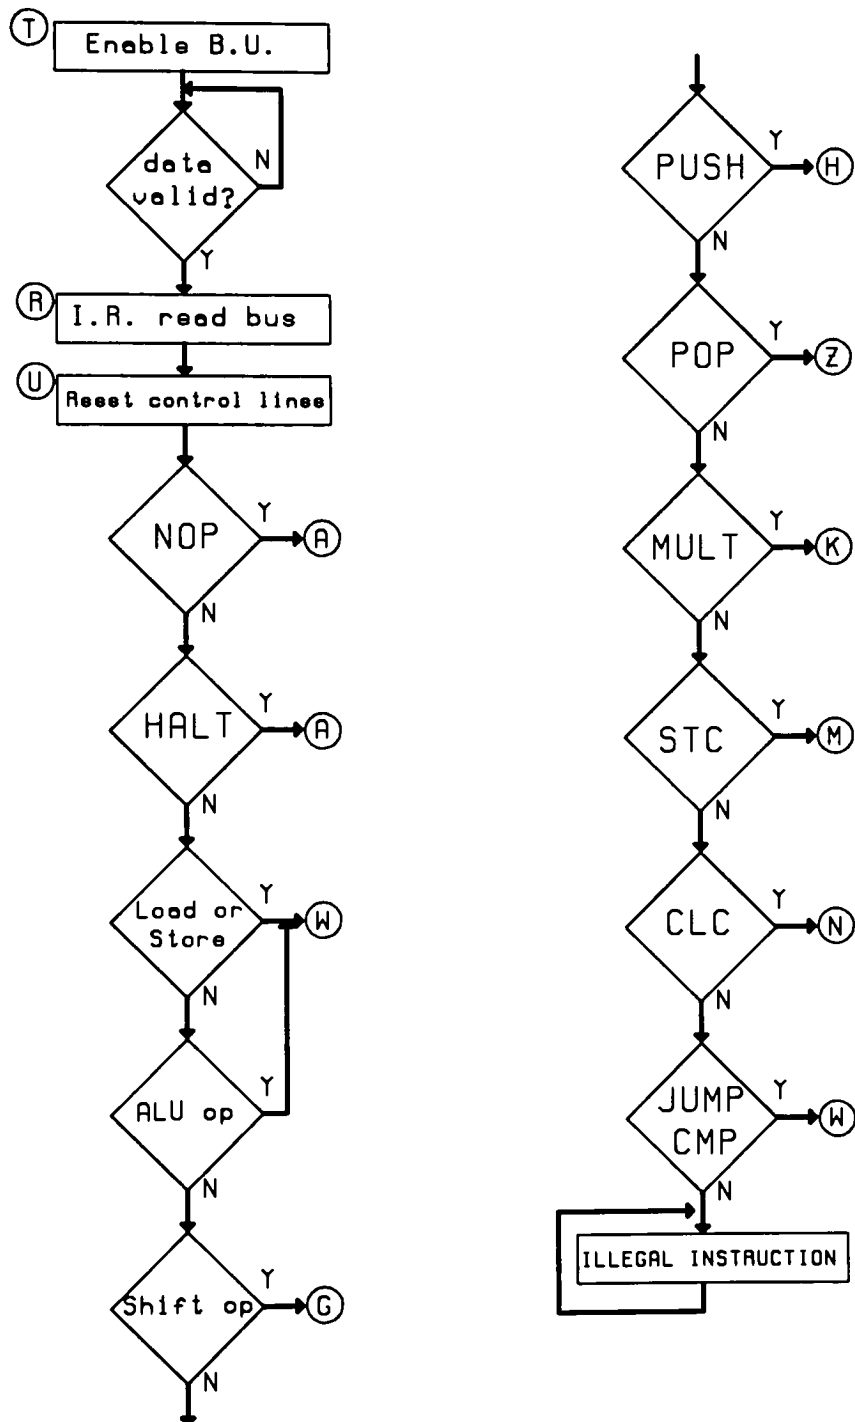 T
Enable B.U.
data
valid?
N
Y
R
I.R. read bus
U
Reset control lines
NOP
Y
A
N
HALT
Y
A
N
Load or
Store
Y
W
N
ALU op
Y
N
Shift op
Y
G
N
PUSH
Y
H
N
POP
Y
Z
N
MULT
Y
K
N
STC
Y
M
N
CLC
Y
N
N
JUMP
CMP
Y
W
N
ILLEGAL INSTRUCTION